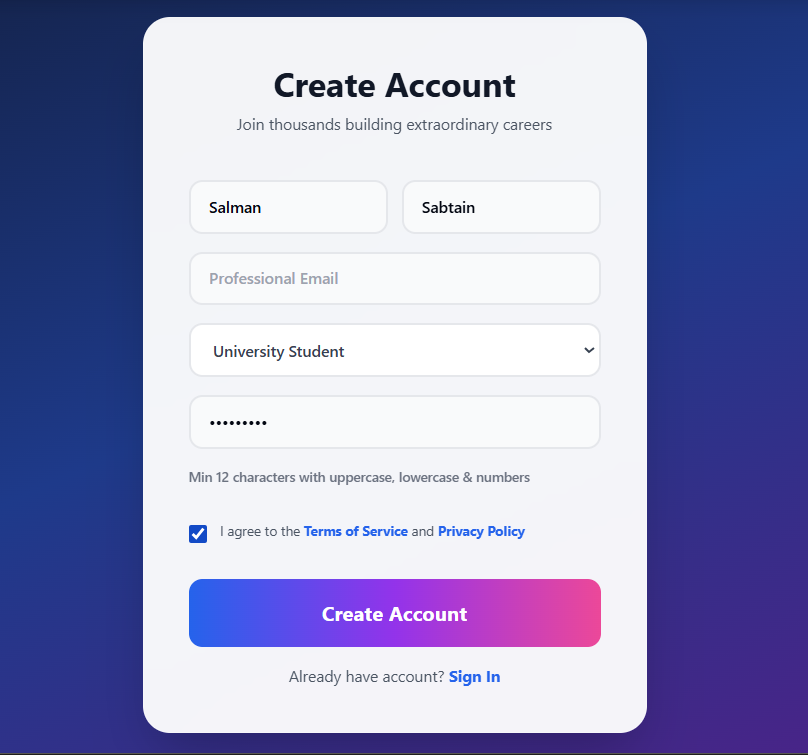 Create Account
Join thousands building extraordinary careers
Salman Sabtain
Professional Email
University Student
•••••••••
Min 12 characters with uppercase, lowercase & numbers
I agree to the Terms of Service and Privacy Policy
Create Account
Already have account? Sign In